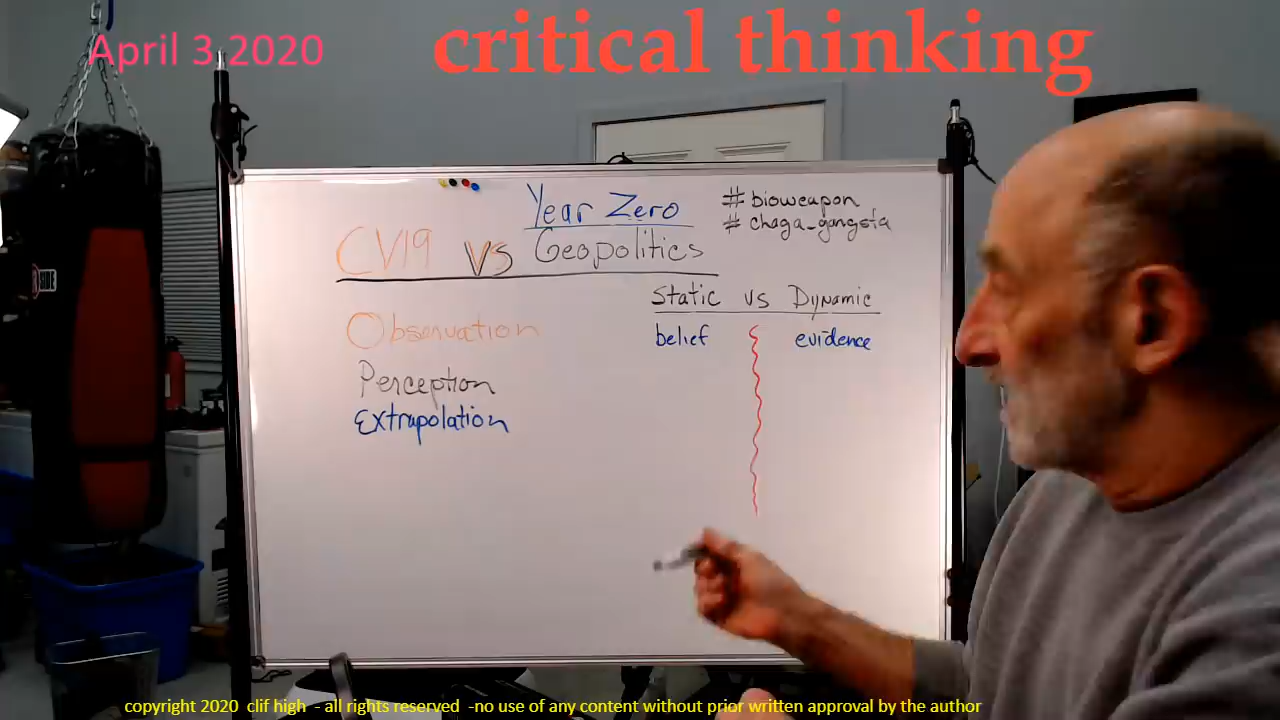 April 3,2020
critical thinking
Year Zero
# bioweapon
# chaga_gangsta
CV19 VS Geopolitics
Static vs Dynamic
belief evidence
Observation
Perception
Extrapolation
SIDE
copyright 2020 clif high - all rights reserved -no use of any content without prior written approval by the author